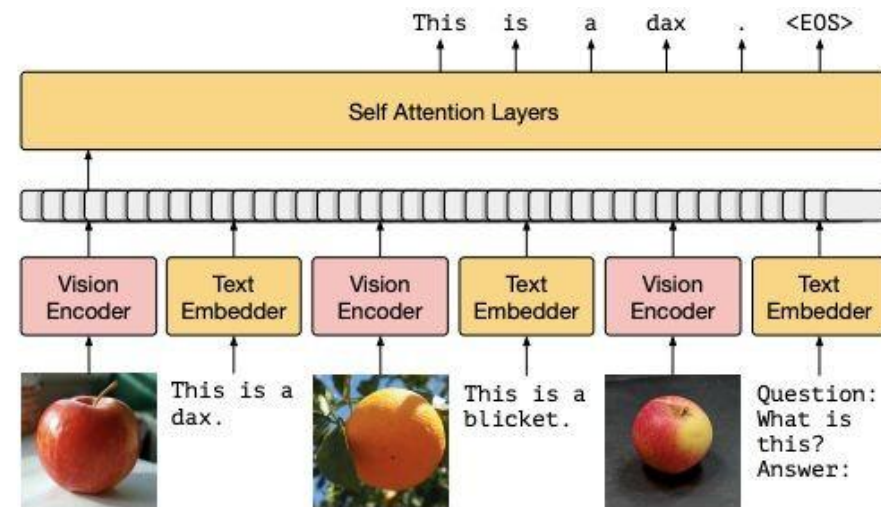 This is a dax . <EOS>
Self Attention Layers
Vision
Encoder
Text
Embedder
Vision
Encoder
Text
Embedder
Vision
Encoder
Text
Embedder
This is a
dax.
This is a
blicket.
Question:
What is
this?
Answer: